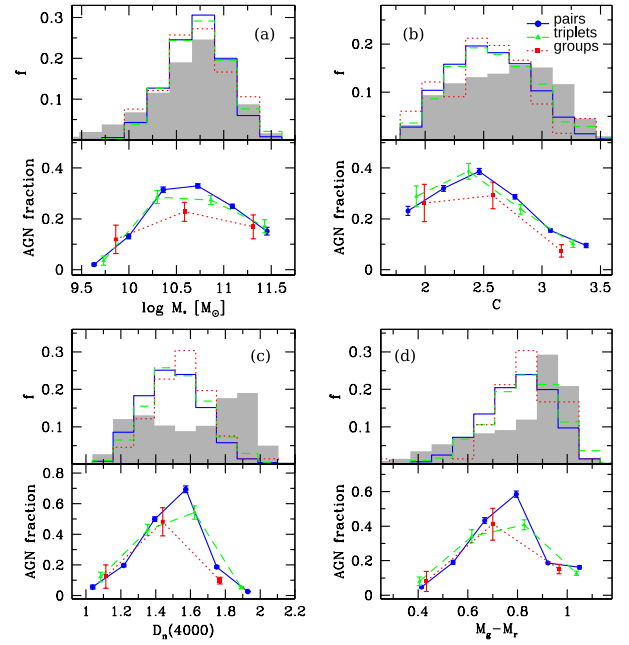 (a)
f
0.3
0.2
0.1
AGN fraction
0.4
0.2
0
9.5 10 10.5 11 11.5
log M* [M⊙]
(b)
pairs
triplets
groups
f
0.2
0.1
AGN fraction
0.4
0.2
0
2 2.5 3 3.5
C
(c)
f
0.3
0.2
0.1
AGN fraction
0.8
0.6
0.4
0.2
0
1 1.2 1.4 1.6 1.8 2 2.2
Dn(4000)
(d)
f
0.3
0.2
0.1
AGN fraction
0.6
0.4
0.2
0
0.4 0.6 0.8 1
Mg−Mr